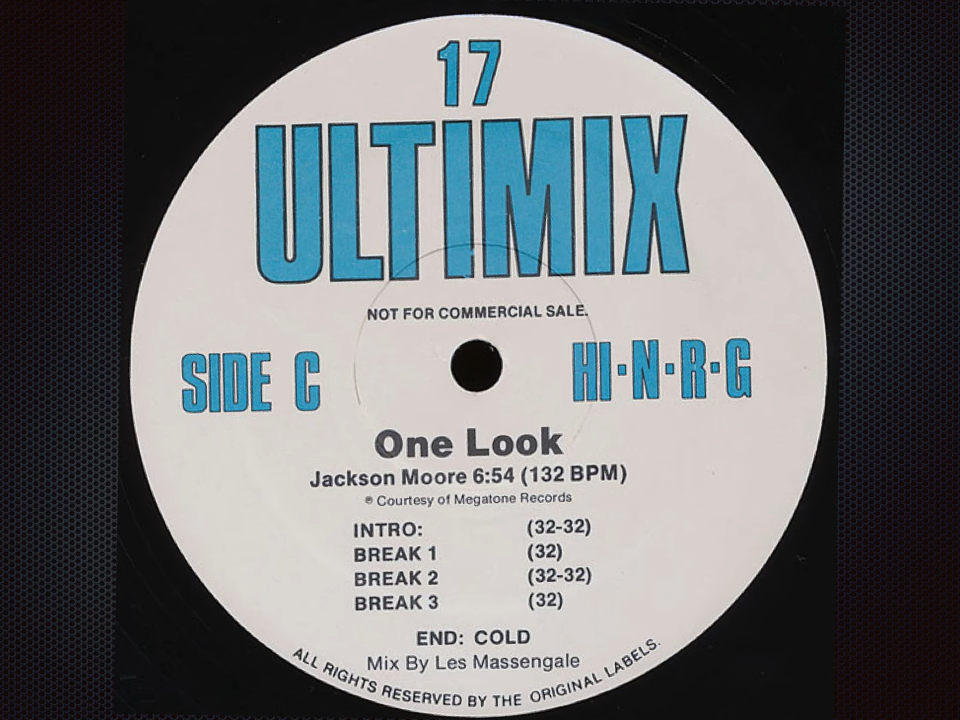 17
ULTIMIX
NOT FOR COMMERCIAL SALE.
SIDE C
HI·N·R·G
One Look
Jackson Moore 6:54 (132 BPM)
℗ Courtesy of Megatone Records
INTRO: (32-32)
BREAK 1 (32)
BREAK 2 (32-32)
BREAK 3 (32)
END: COLD
Mix By Les Massengale
ALL RIGHTS RESERVED BY THE ORIGINAL LABELS.